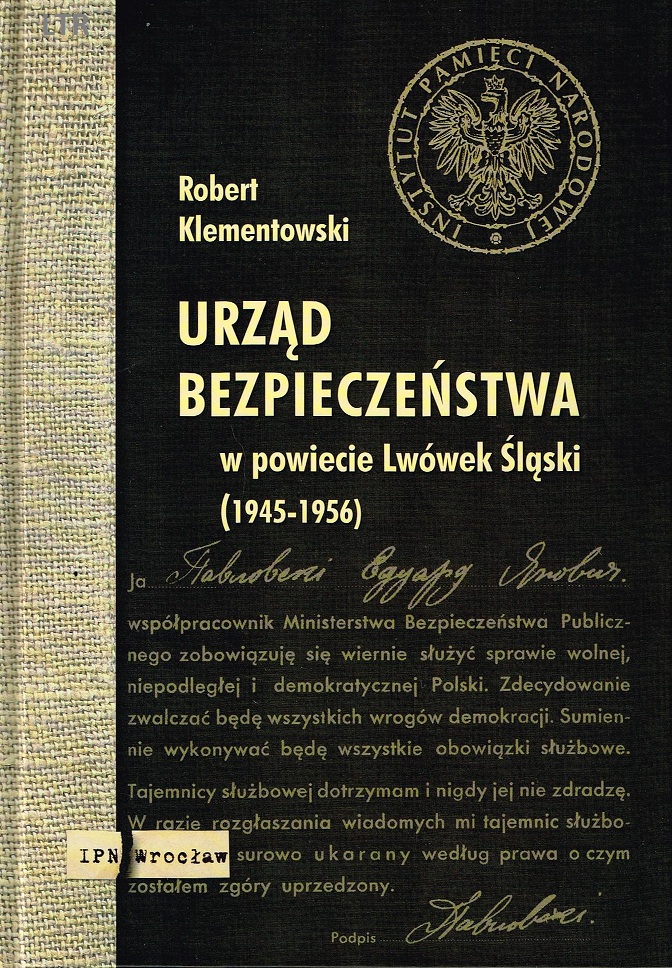 LTR
INSTYTUT PAMIĘCI NARODOWEJ
Robert
Klementowski
URZĄD
BEZPIECZEŃSTWA
w powiecie Lwówek Śląski
(1945-1956)
Ja
współpracownik Ministerstwa Bezpieczeństwa Publicz-
nego zobowiązuję się wiernie służyć sprawie wolnej,
niepodległej i demokratycznej Polski. Zdecydowanie
zwalczać będę wszystkich wrogów demokracji. Sumien-
nie wykonywać będę wszystkie obowiązki służbowe.
Tajemnicy służbowej dotrzymam i nigdy jej nie zdradzę.
W razie rozgłaszania wiadomych mi tajemnic służbo-
IPN Wrocław surowo ukarany według prawa o czym
zostałem zgóry uprzedzony.
Podpis